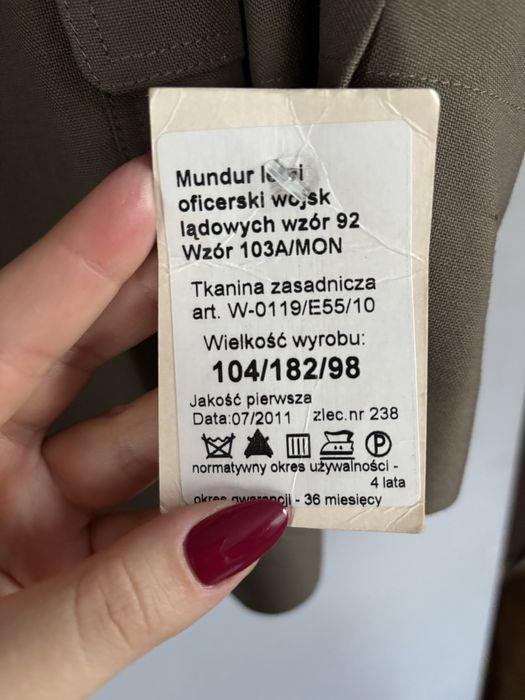 Mundur letni
oficerski wojsk
lądowych wzór 92
Wzór 103A/MON
Tkanina zasadnicza
art. W-0119/E55/10
Wielkość wyrobu:
104/182/98
Jakość pierwsza
Data:07/2011 zlec.nr 238
P
normatywny okres używalności -
4 lata
okres gwarancji - 36 miesięcy